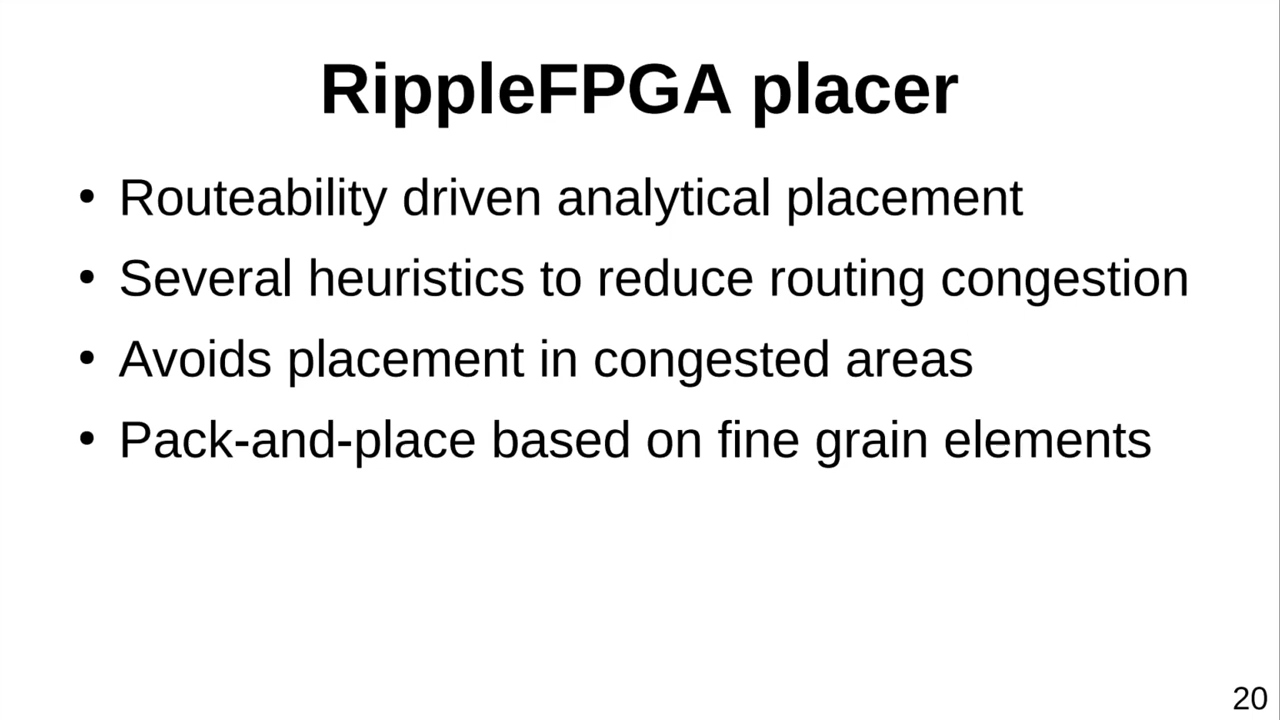 RippleFPGA placer
• Routeability driven analytical placement
• Several heuristics to reduce routing congestion
• Avoids placement in congested areas
• Pack-and-place based on fine grain elements
20